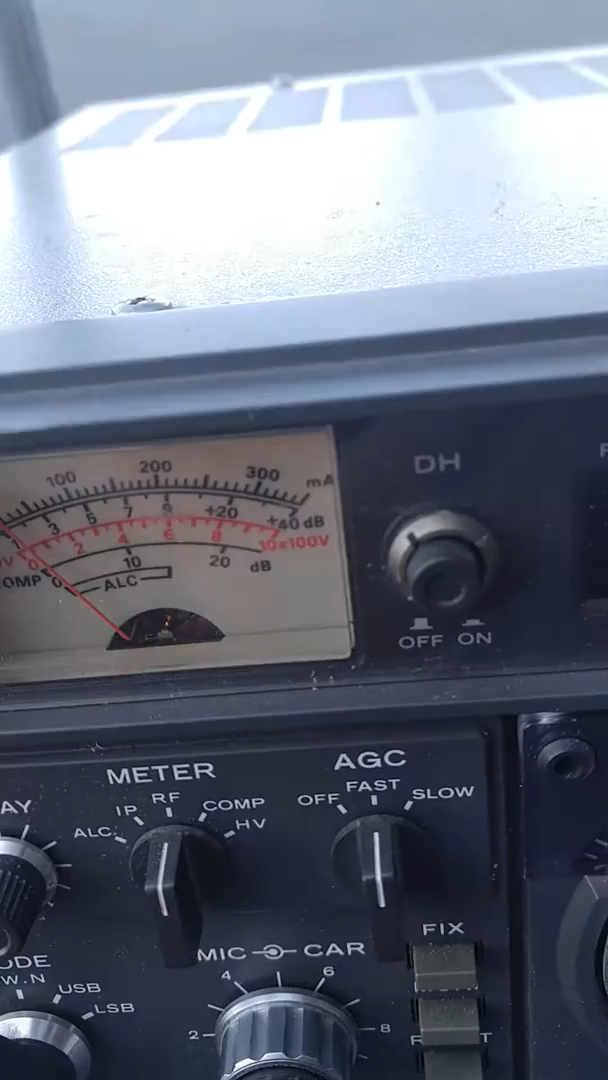 100 200 300 mA
3 5 7 9 +20 +40 dB
0 2 4 6 8 10×100V
COMP 0 10 20 dB
ALC
DH
OFF ON
METER
ALC IP RF COMP HV
AGC
OFF FAST SLOW
USB
LSB
MIC CAR
2 4 6 8
FIX